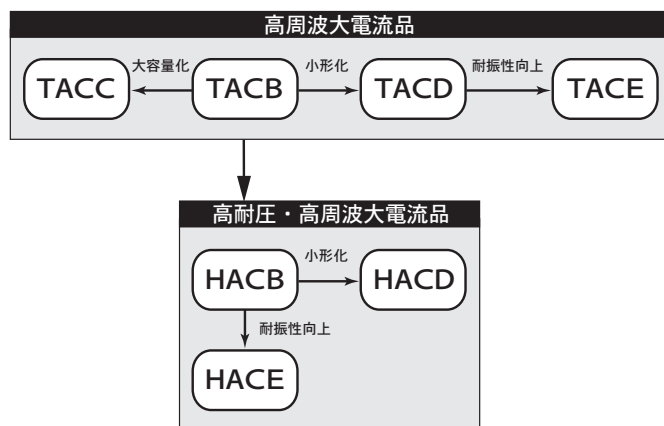 高周波大電流品
大容量化 小形化 耐振性向上
TACC TACB TACD TACE
高耐圧・高周波大電流品
小形化
HACB HACD
耐振性向上
HACE